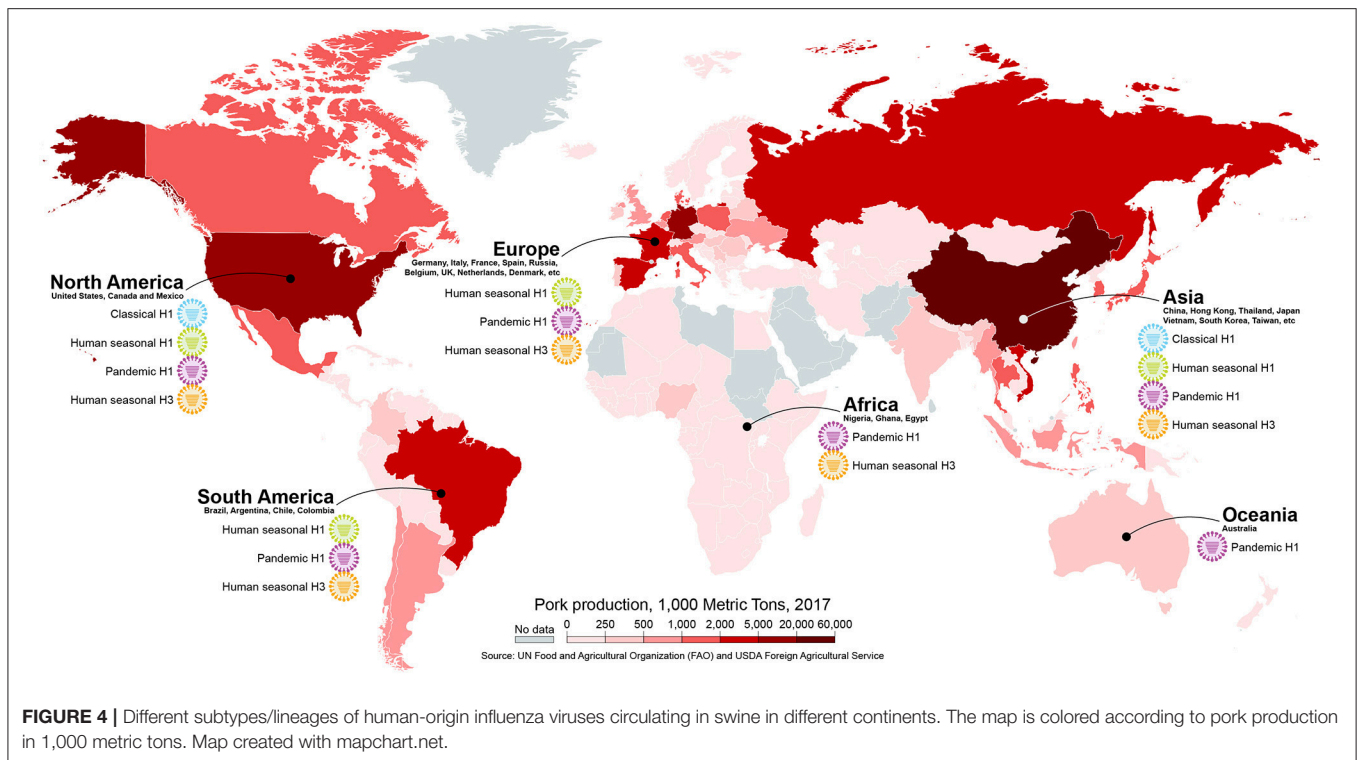 North America
United States, Canada and Mexico
Classical H1
Human seasonal H1
Pandemic H1
Human seasonal H3
Europe
Germany, Italy, France, Spain, Russia,
Belgium, UK, Netherlands, Denmark, etc
Human seasonal H1
Pandemic H1
Human seasonal H3
Asia
China, Hong Kong, Thailand, Japan
Vietnam, South Korea, Taiwan, etc
Classical H1
Human seasonal H1
Pandemic H1
Human seasonal H3
Africa
Nigeria, Ghana, Egypt
Pandemic H1
Human seasonal H3
South America
Brazil, Argentina, Chile, Colombia
Human seasonal H1
Pandemic H1
Human seasonal H3
Oceania
Australia
Pandemic H1
Pork production, 1,000 Metric Tons, 2017
No data 0 250 500 1,000 2,000 5,000 20,000 60,000
Source: UN Food and Agricultural Organization (FAO) and USDA Foreign Agricultural Service
FIGURE 4 | Different subtypes/lineages of human-origin influenza viruses circulating in swine in different continents. The map is colored according to pork production
in 1,000 metric tons. Map created with mapchart.net.